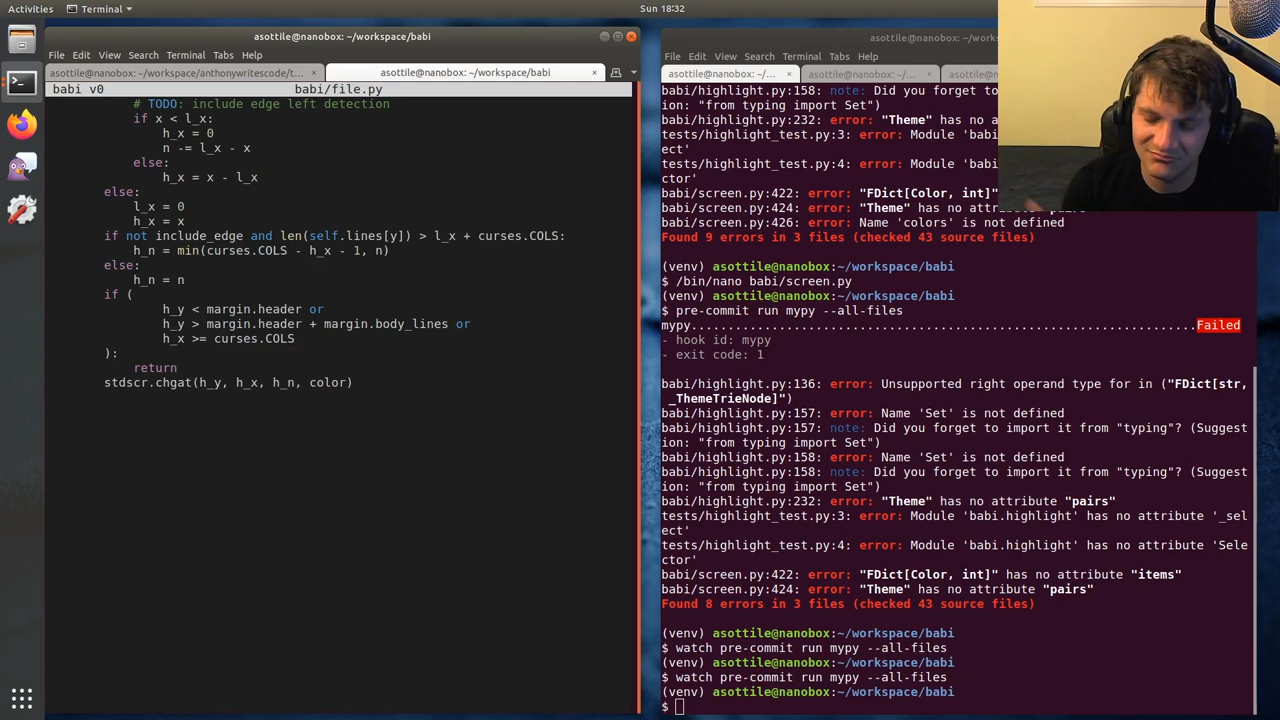 Activities
Terminal
Sun 18:32
asottile@nanobox: ~/workspace/babi
File Edit View Search Terminal Tabs Help
asottile@nanobox: ~/workspace/anthonywritescode/t...
asottile@nanobox: ~/workspace/babi
babi v0 babi/file.py
# TODO: include edge left detection
if x < l_x:
h_x = 0
n -= l_x - x
else:
h_x = x - l_x
else:
l_x = 0
h_x = x
if not include_edge and len(self.lines[y]) > l_x + curses.COLS:
h_n = min(curses.COLS - h_x - 1, n)
else:
h_n = n
if (
h_y < margin.header or
h_y > margin.header + margin.body_lines or
h_x >= curses.COLS
):
return
stdscr.chgat(h_y, h_x, h_n, color)
asottile@nanobox: ~/workspace/babi
File Edit View Search Terminal Tabs Help
asottile@nanobox: ~/...
asottile@nanobox: ~/...
asottile@nanobox: ~/...
babi/highlight.py:158: note: Did you forget to
ion: "from typing import Set")
babi/highlight.py:232: error: "Theme" has no a
tests/highlight_test.py:3: error: Module 'babi
ect'
tests/highlight_test.py:4: error: Module 'babi
ctor'
babi/screen.py:422: error: "FDict[Color, int]"
babi/screen.py:424: error: "Theme" has no attribute "pairs"
babi/screen.py:426: error: Name 'colors' is not defined
Found 9 errors in 3 files (checked 43 source files)
(venv) asottile@nanobox:~/workspace/babi
$ /bin/nano babi/screen.py
(venv) asottile@nanobox:~/workspace/babi
$ pre-commit run mypy --all-files
mypy.....................................................................Failed
- hook id: mypy
- exit code: 1
babi/highlight.py:136: error: Unsupported right operand type for in ("FDict[str,
_ThemeTrieNode]")
babi/highlight.py:157: error: Name 'Set' is not defined
babi/highlight.py:157: note: Did you forget to import it from "typing"? (Suggest
ion: "from typing import Set")
babi/highlight.py:158: error: Name 'Set' is not defined
babi/highlight.py:158: note: Did you forget to import it from "typing"? (Suggest
ion: "from typing import Set")
babi/highlight.py:232: error: "Theme" has no attribute "pairs"
tests/highlight_test.py:3: error: Module 'babi.highlight' has no attribute '_sel
ect'
tests/highlight_test.py:4: error: Module 'babi.highlight' has no attribute 'Sele
ctor'
babi/screen.py:422: error: "FDict[Color, int]" has no attribute "items"
babi/screen.py:424: error: "Theme" has no attribute "pairs"
Found 8 errors in 3 files (checked 43 source files)
(venv) asottile@nanobox:~/workspace/babi
$ watch pre-commit run mypy --all-files
(venv) asottile@nanobox:~/workspace/babi
$ watch pre-commit run mypy --all-files
(venv) asottile@nanobox:~/workspace/babi
$